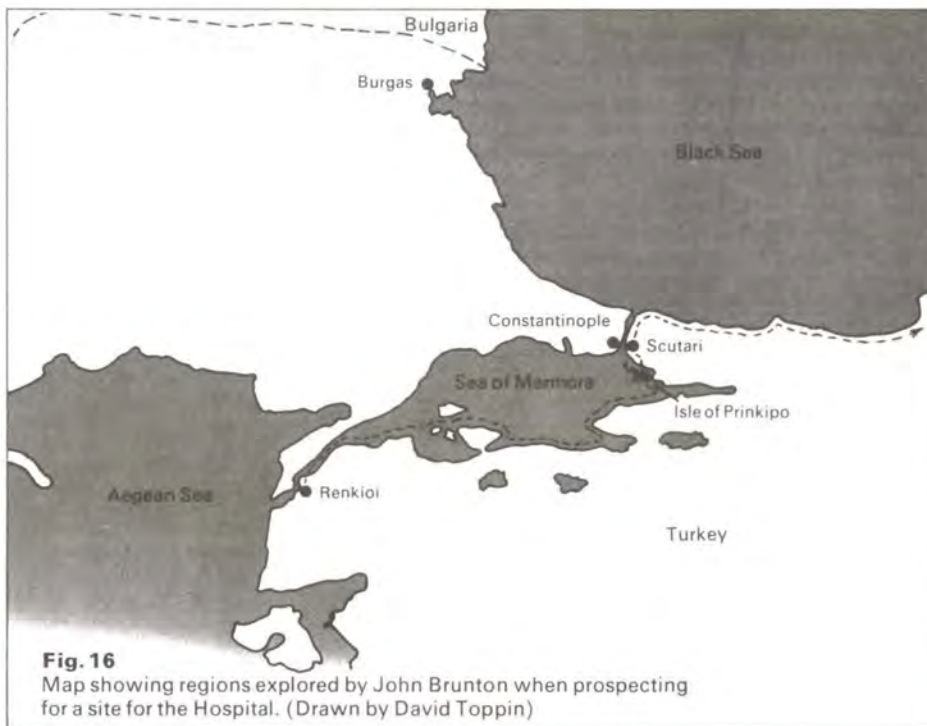 Bulgaria
Burgas
Black Sea
Constantinople
Scutari
Sea of Marmora
Isle of Prinkipo
Aegean Sea
Renkioi
Turkey
Fig. 16
Map showing regions explored by John Brunton when prospecting
for a site for the Hospital. (Drawn by David Toppin)